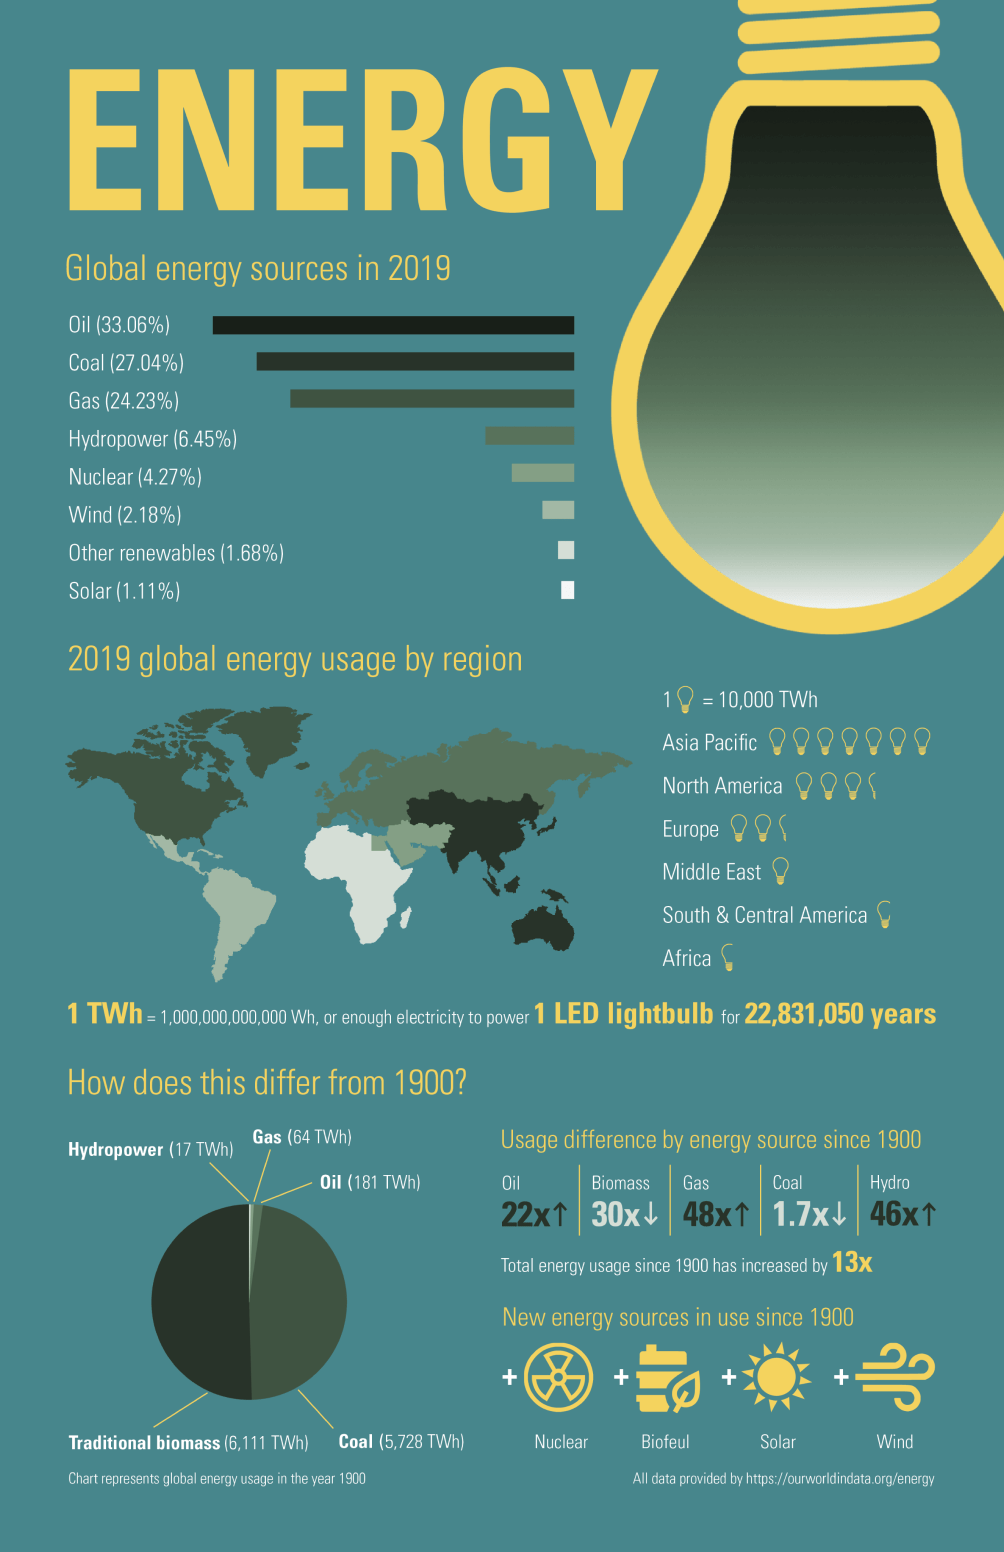 ENERGY
Global energy sources in 2019
Oil (33.06%)
Coal (27.04%)
Gas (24.23%)
Hydropower (6.45%)
Nuclear (4.27%)
Wind (2.18%)
Other renewables (1.68%)
Solar (1.11%)
2019 global energy usage by region
1 = 10,000 TWh
Asia Pacific
North America
Europe
Middle East
South & Central America
Africa
1 TWh = 1,000,000,000,000 Wh, or enough electricity to power 1 LED lightbulb for 22,831,050 years
How does this differ from 1900?
Hydropower (17 TWh)
Gas (64 TWh)
Oil (181 TWh)
Traditional biomass (6,111 TWh)
Coal (5,728 TWh)
Chart represents global energy usage in the year 1900
Usage difference by energy source since 1900
Oil
22x↑
Biomass
30x↓
Gas
48x↑
Coal
1.7x↓
Hydro
46x↑
Total energy usage since 1900 has increased by 13x
New energy sources in use since 1900
+ + + +
Nuclear
Biofeul
Solar
Wind
All data provided by https://ourworldindata.org/energy